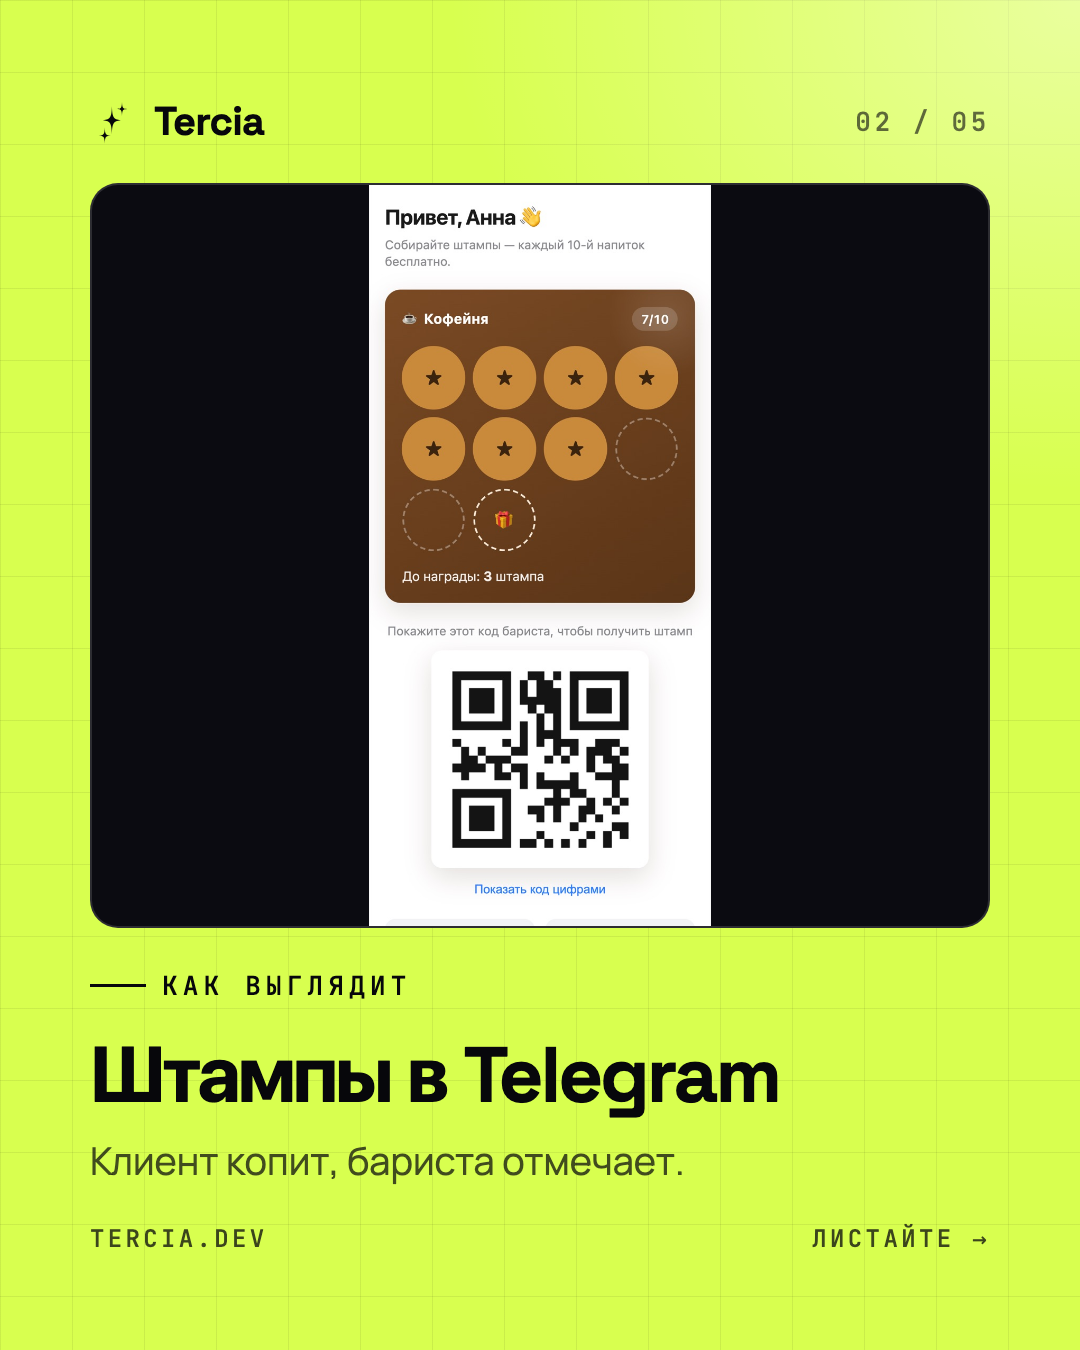 Tercia
02 / 05
Привет, Анна 👋
Собирайте штампы — каждый 10-й напиток
бесплатно.
☕ Кофейня
7/10
До награды: 3 штампа
Покажите этот код бариста, чтобы получить штамп
Показать код цифрами
КАК ВЫГЛЯДИТ
Штампы в Telegram
Клиент копит, бариста отмечает.
TERCIA.DEV
ЛИСТАЙТЕ →